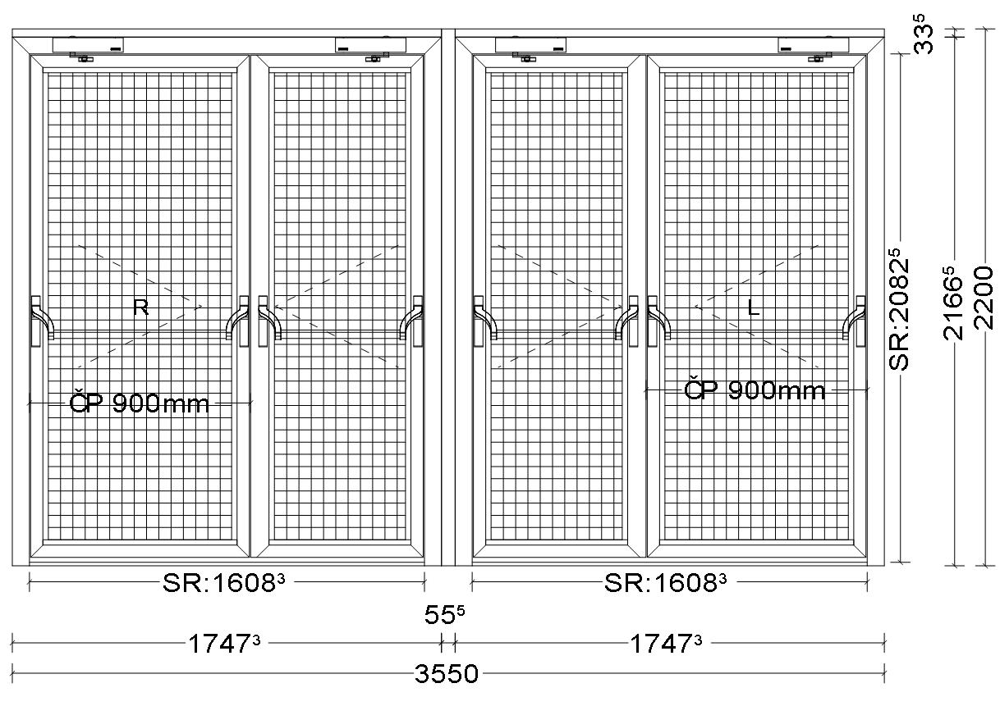 33⁵
R
L
ČP 900mm
ČP 900mm
SR:2082⁵
2166⁵
2200
SR:1608³
SR:1608³
55⁵
1747³
1747³
3550